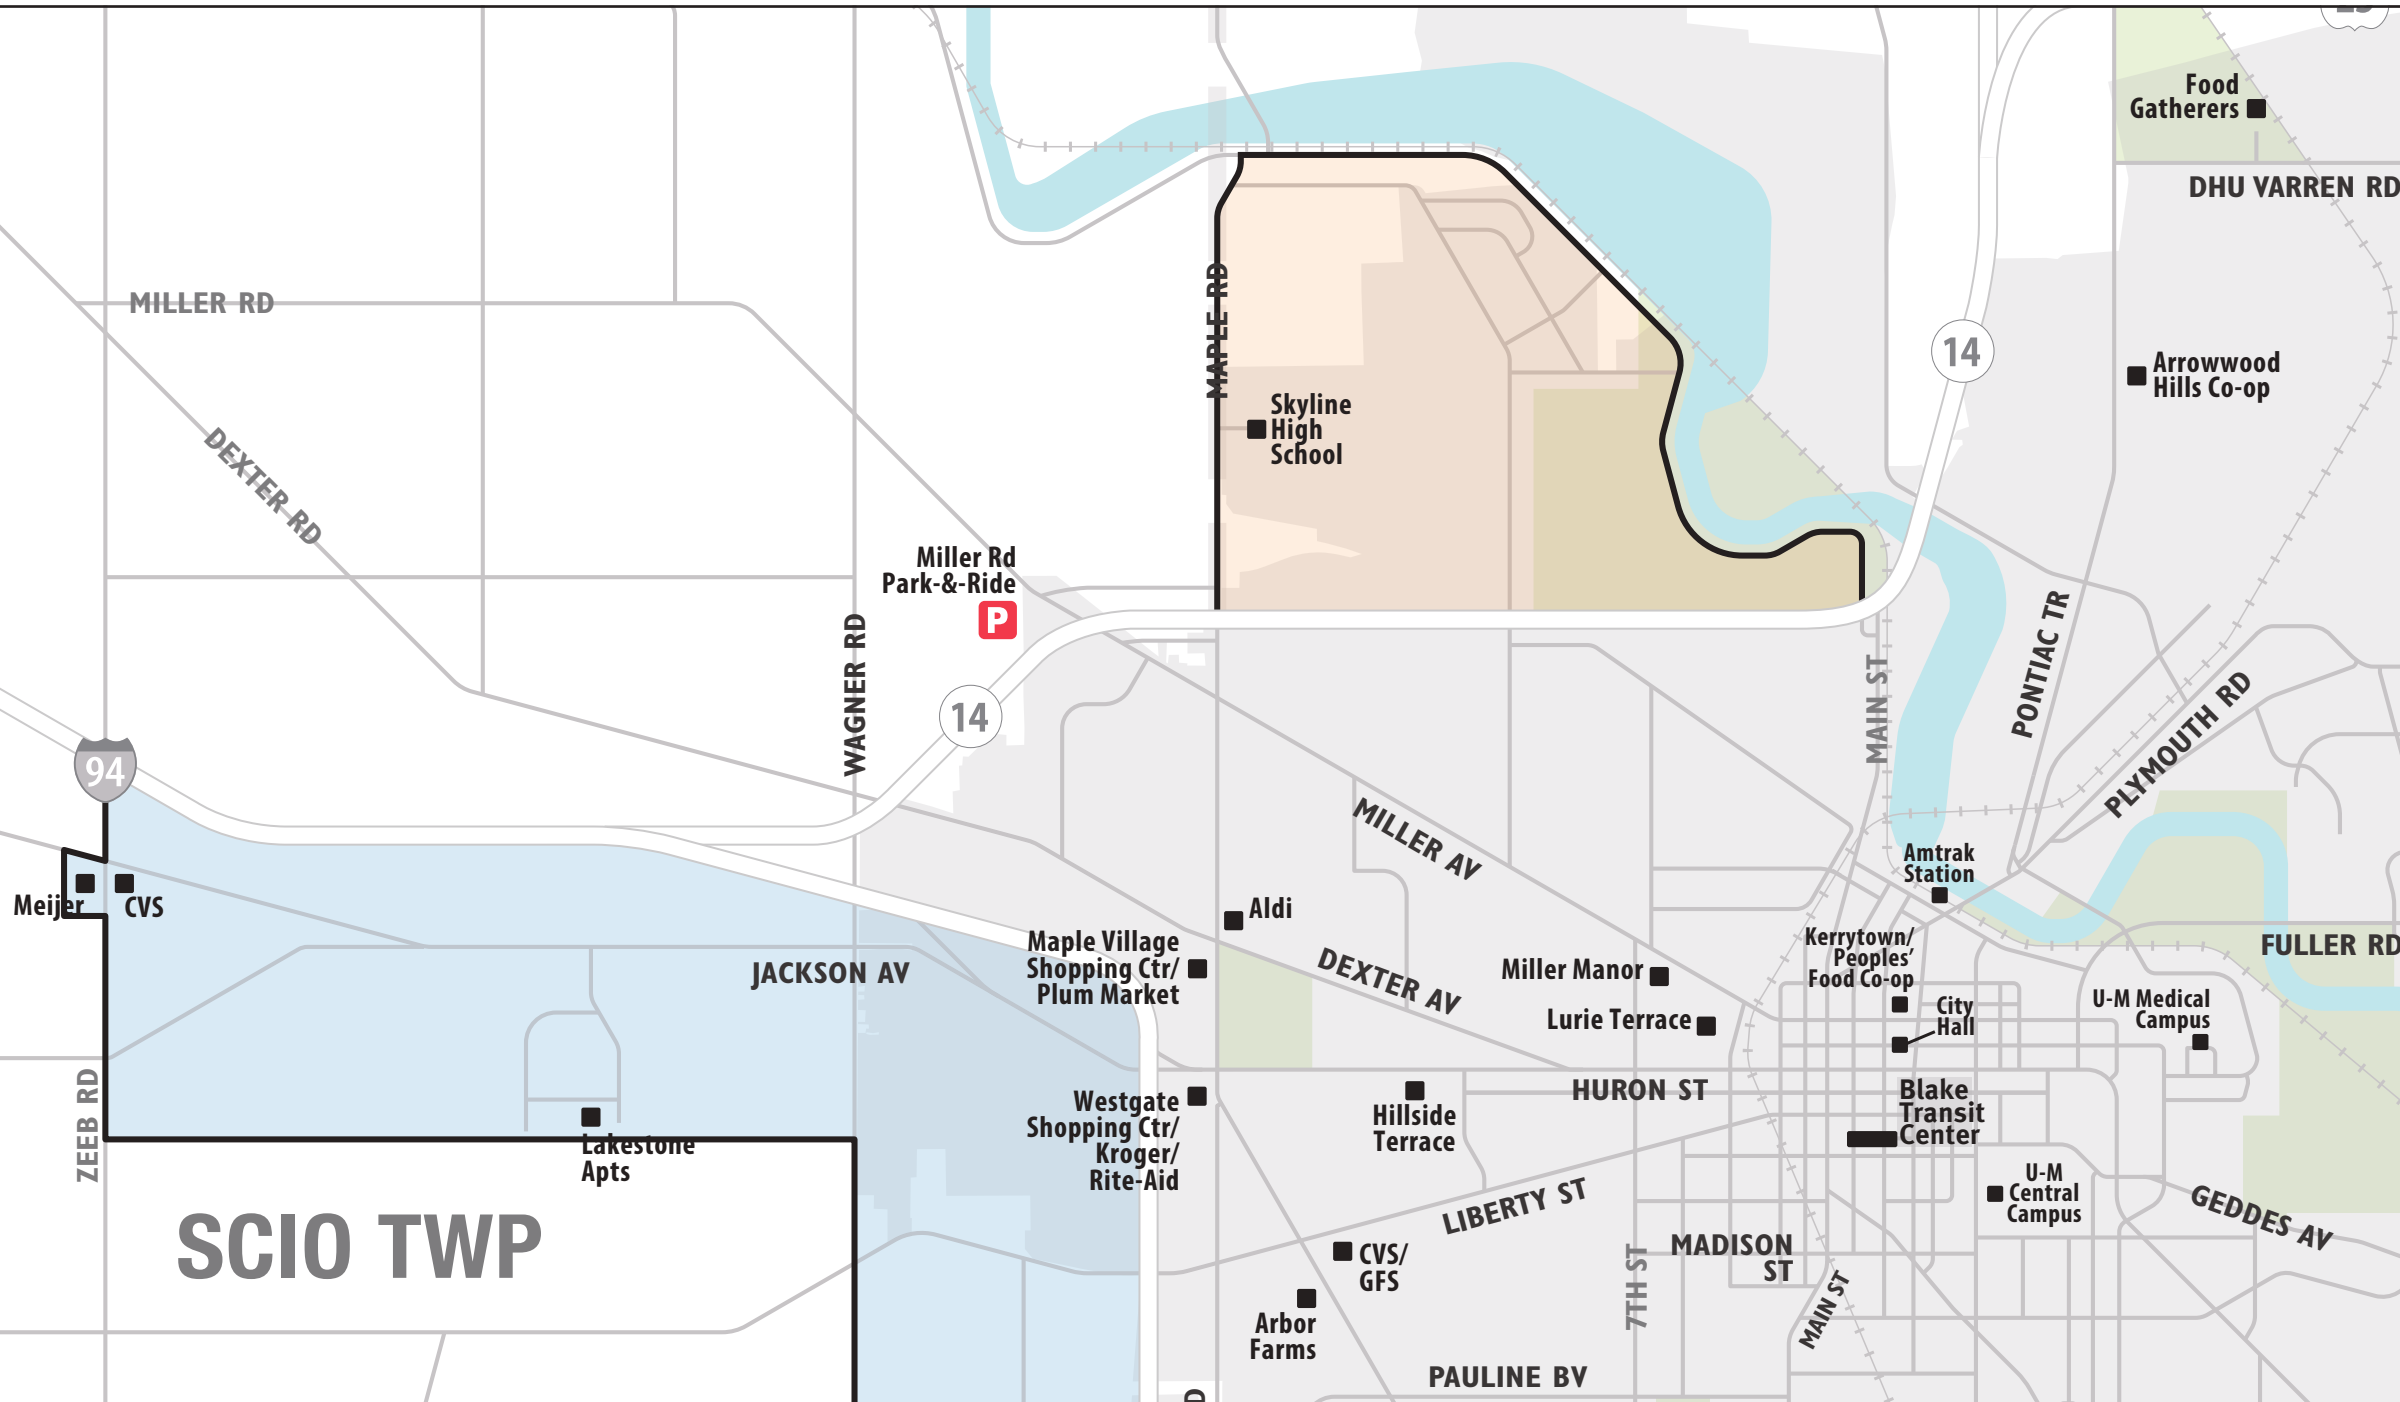 Food
Gatherers
DHU VARREN RD
MILLER RD
MAPLE RD
14
Arrowwood
Hills Co-op
Skyline
High
School
DEXTER RD
Miller Rd
Park-&-Ride
P
WAGNER RD
14
MAIN ST
PONTIAC TR
PLYMOUTH RD
94
MILLER AV
Amtrak
Station
Meijer
CVS
Aldi
Maple Village
Shopping Ctr/
Plum Market
JACKSON AV
DEXTER AV
Miller Manor
Kerrytown/
Peoples'
Food Co-op
FULLER RD
Lurie Terrace
City
Hall
U-M Medical
Campus
ZEEB RD
Westgate
Shopping Ctr/
Kroger/
Rite-Aid
Hillside
Terrace
HURON ST
Blake
Transit
Center
Lakestone
Apts
SCIO TWP
LIBERTY ST
U-M
Central
Campus
GEDDES AV
CVS/
GFS
7TH ST
MADISON
ST
MAIN ST
Arbor
Farms
PAULINE BV